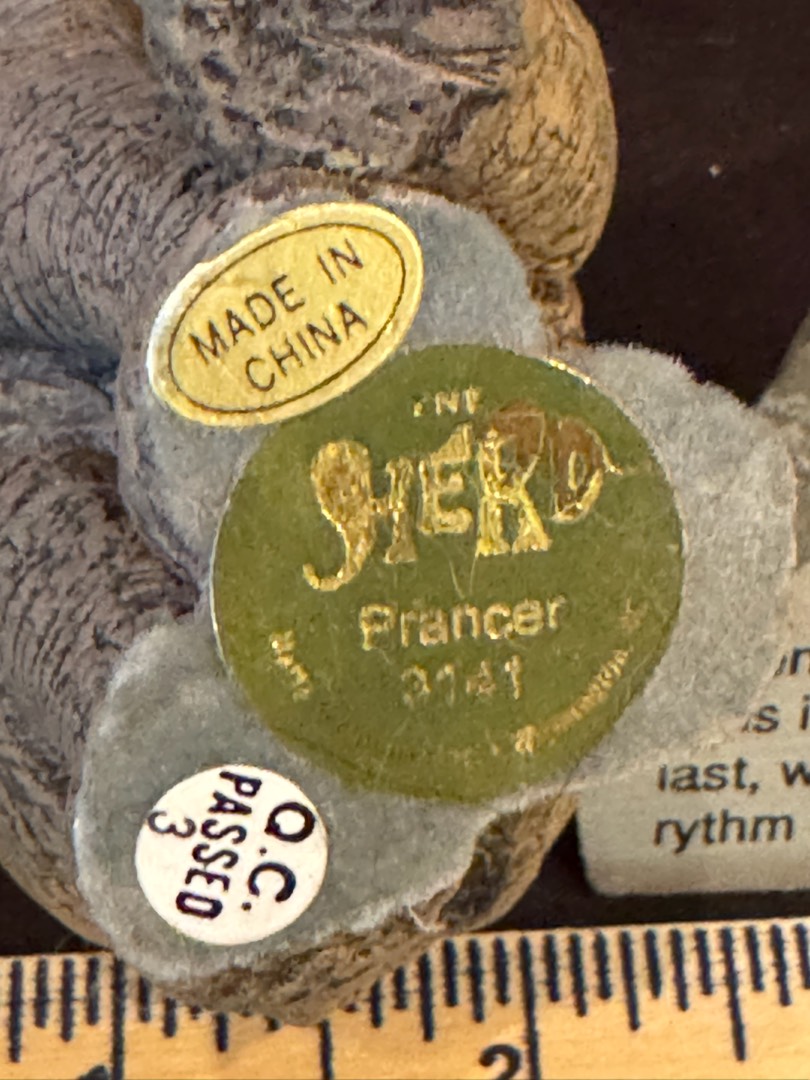 MADE IN
CHINA
THE
HERD
Prancer
3141
Q.C.
PASSED
3
last, w
rythm
2